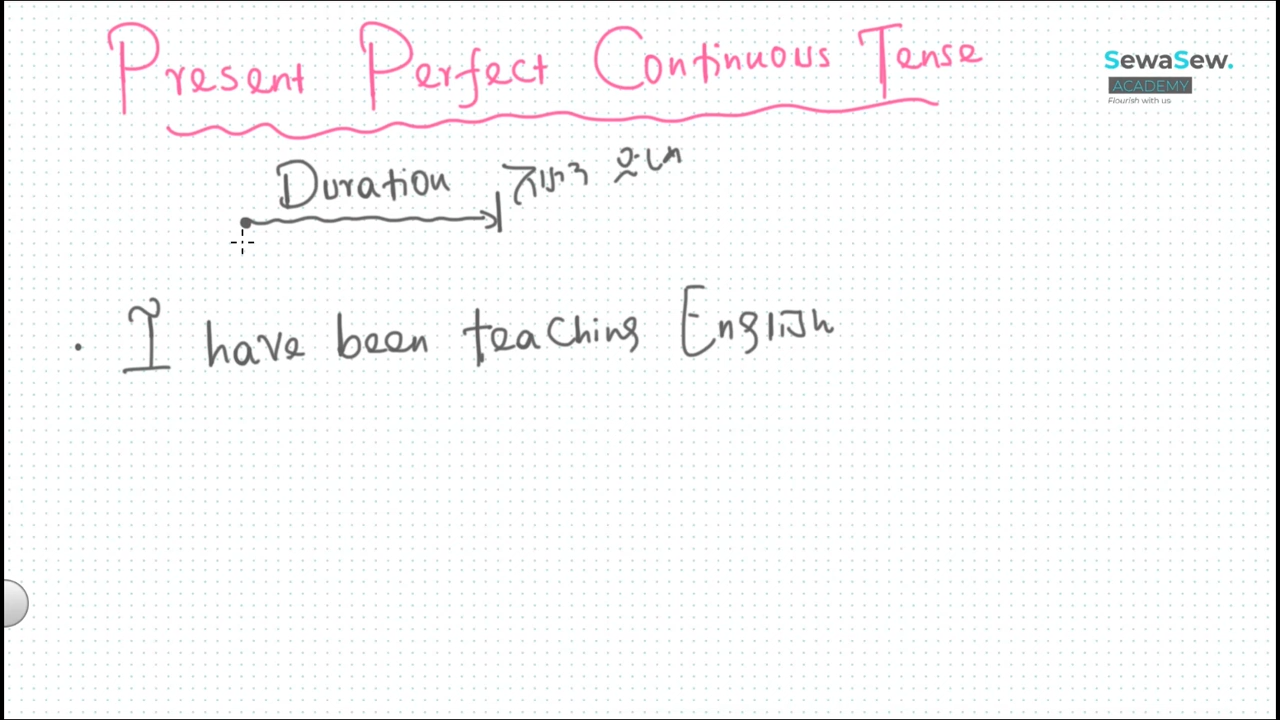 Present Perfect Continuous Tense
SewaSew.
ACADEMY
Flourish with us
Duration
. I have been teaching English